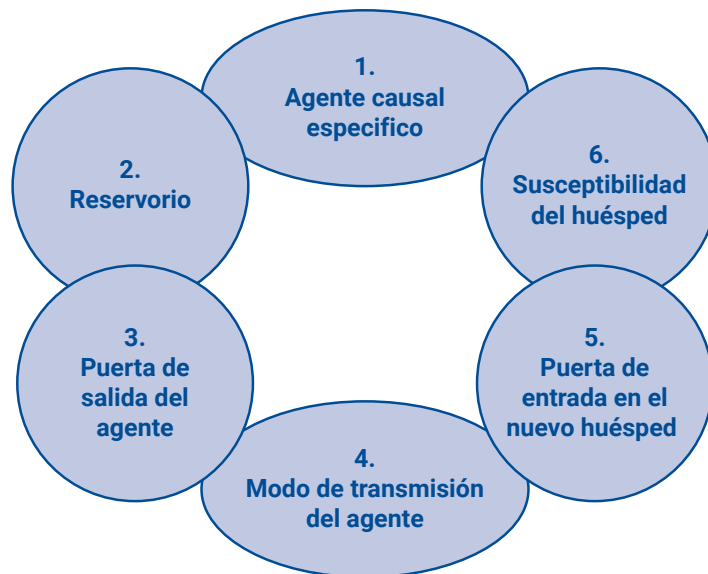 1.
Agente causal
especifico
2.
Reservorio
3.
Puerta de
salida del
agente
4.
Modo de transmisión
del agente
5.
Puerta de
entrada en el
nuevo huésped
6.
Susceptibilidad
del huésped